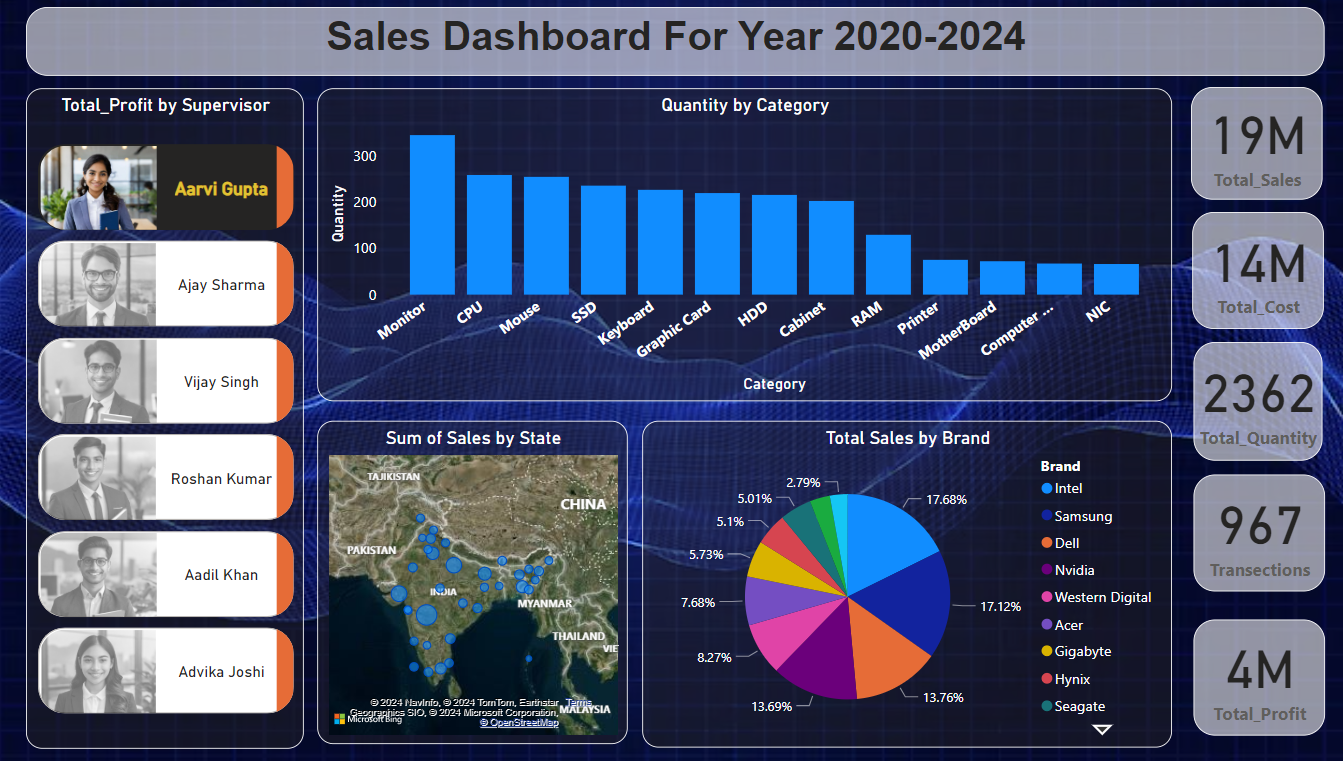 Sales Dashboard For Year 2020-2024
Total_Profit by Supervisor
Aarvi Gupta
Ajay Sharma
Vijay Singh
Roshan Kumar
Aadil Khan
Advika Joshi
Quantity by Category
Quantity
300
200
100
0
Monitor
CPU
Mouse
SSD
Keyboard
Graphic Card
HDD
Cabinet
RAM
Printer
MotherBoard
Computer ...
NIC
Category
Sum of Sales by State
TAJIKISTAN
CHINA
PAKISTAN
INDIA
MYANMAR
THAILAND
VIE
MALAYSIA
© 2024 NavInfo, © 2024 TomTom, Earthstar
Geographics SIO, © 2024 Microsoft Corporation,
© OpenStreetMap
Terms
Microsoft Bing
Total Sales by Brand
17.68%
17.12%
13.76%
13.69%
8.27%
7.68%
5.73%
5.1%
5.01%
2.79%
Brand
Intel
Samsung
Dell
Nvidia
Western Digital
Acer
Gigabyte
Hynix
Seagate
19M
Total_Sales
14M
Total_Cost
2362
Total_Quantity
967
Transections
4M
Total_Profit